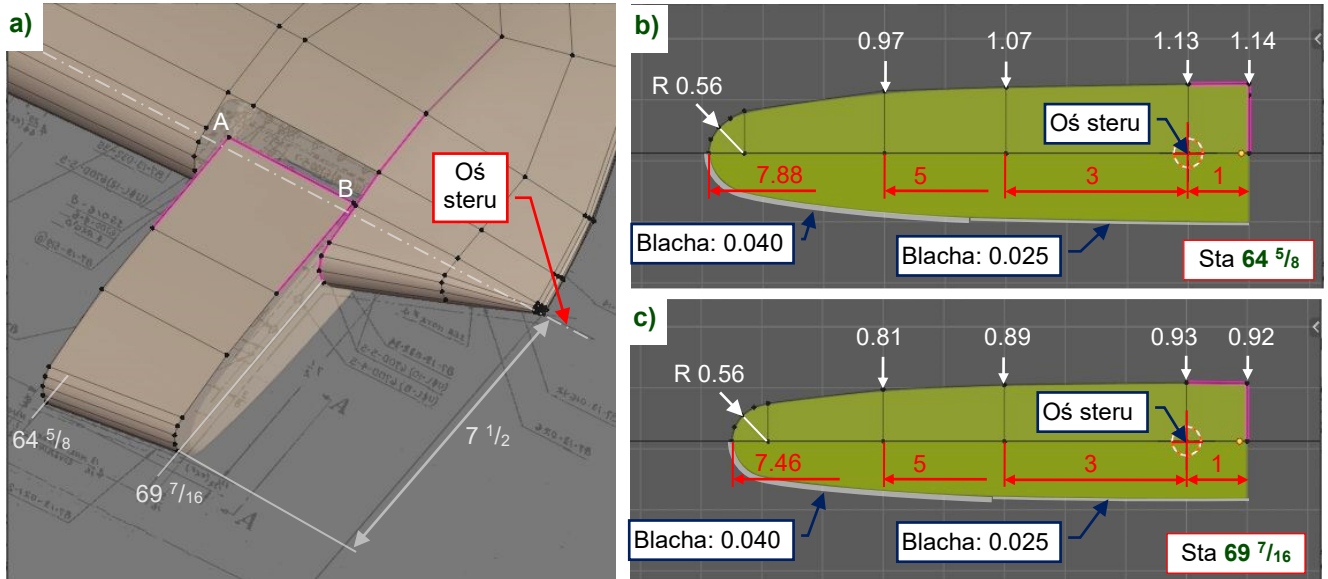 a)
A
B
Oś
steru
64 5/8
69 7/16
7 1/2
b)
0.97
1.07
1.13
1.14
R 0.56
Oś steru
7.88
5
3
1
Blacha: 0.040
Blacha: 0.025
Sta 64 5/8
c)
0.81
0.89
0.93
0.92
R 0.56
Oś steru
7.46
5
3
1
Blacha: 0.040
Blacha: 0.025
Sta 69 7/16